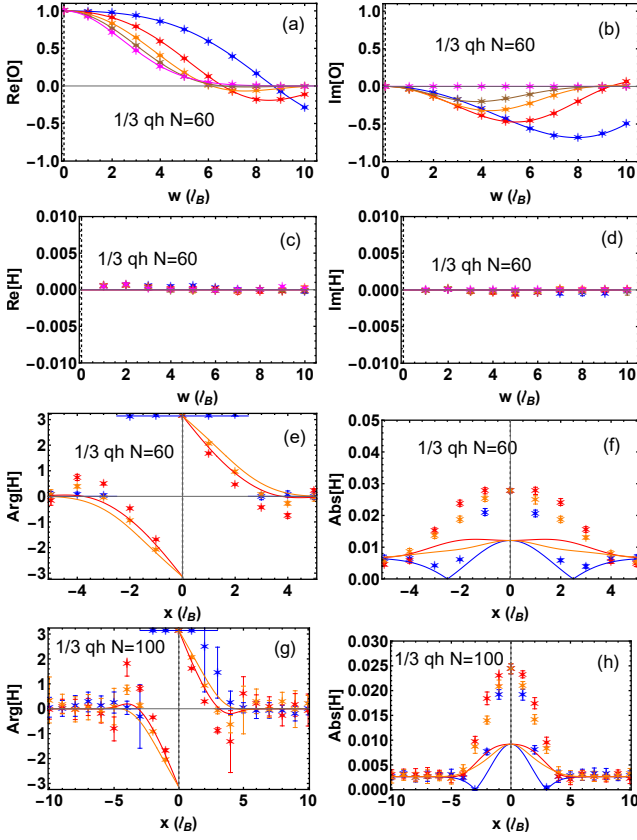 1.0
0.5
0.0
-0.5
-1.0
Re[O]
(a)
1/3 qh N=60
0 2 4 6 8 10
w (lB)
1.0
0.5
0.0
-0.5
-1.0
Im[O]
(b)
1/3 qh N=60
0 2 4 6 8 10
w (lB)
0.010
0.005
0.000
-0.005
-0.010
Re[H]
(c)
1/3 qh N=60
0 2 4 6 8 10
w (lB)
0.010
0.005
0.000
-0.005
-0.010
Im[H]
(d)
1/3 qh N=60
0 2 4 6 8 10
w (lB)
3
2
1
0
-1
-2
-3
Arg[H]
(e)
1/3 qh N=60
-4 -2 0 2 4
x (lB)
0.05
0.04
0.03
0.02
0.01
0.00
Abs[H]
(f)
1/3 qh N=60
-4 -2 0 2 4
x (lB)
3
2
1
0
-1
-2
-3
Arg[H]
1/3 qh N=100
(g)
-10 -5 0 5 10
x (lB)
0.030
0.025
0.020
0.015
0.010
0.005
0.000
Abs[H]
1/3 qh N=100
(h)
-10 -5 0 5 10
x (lB)